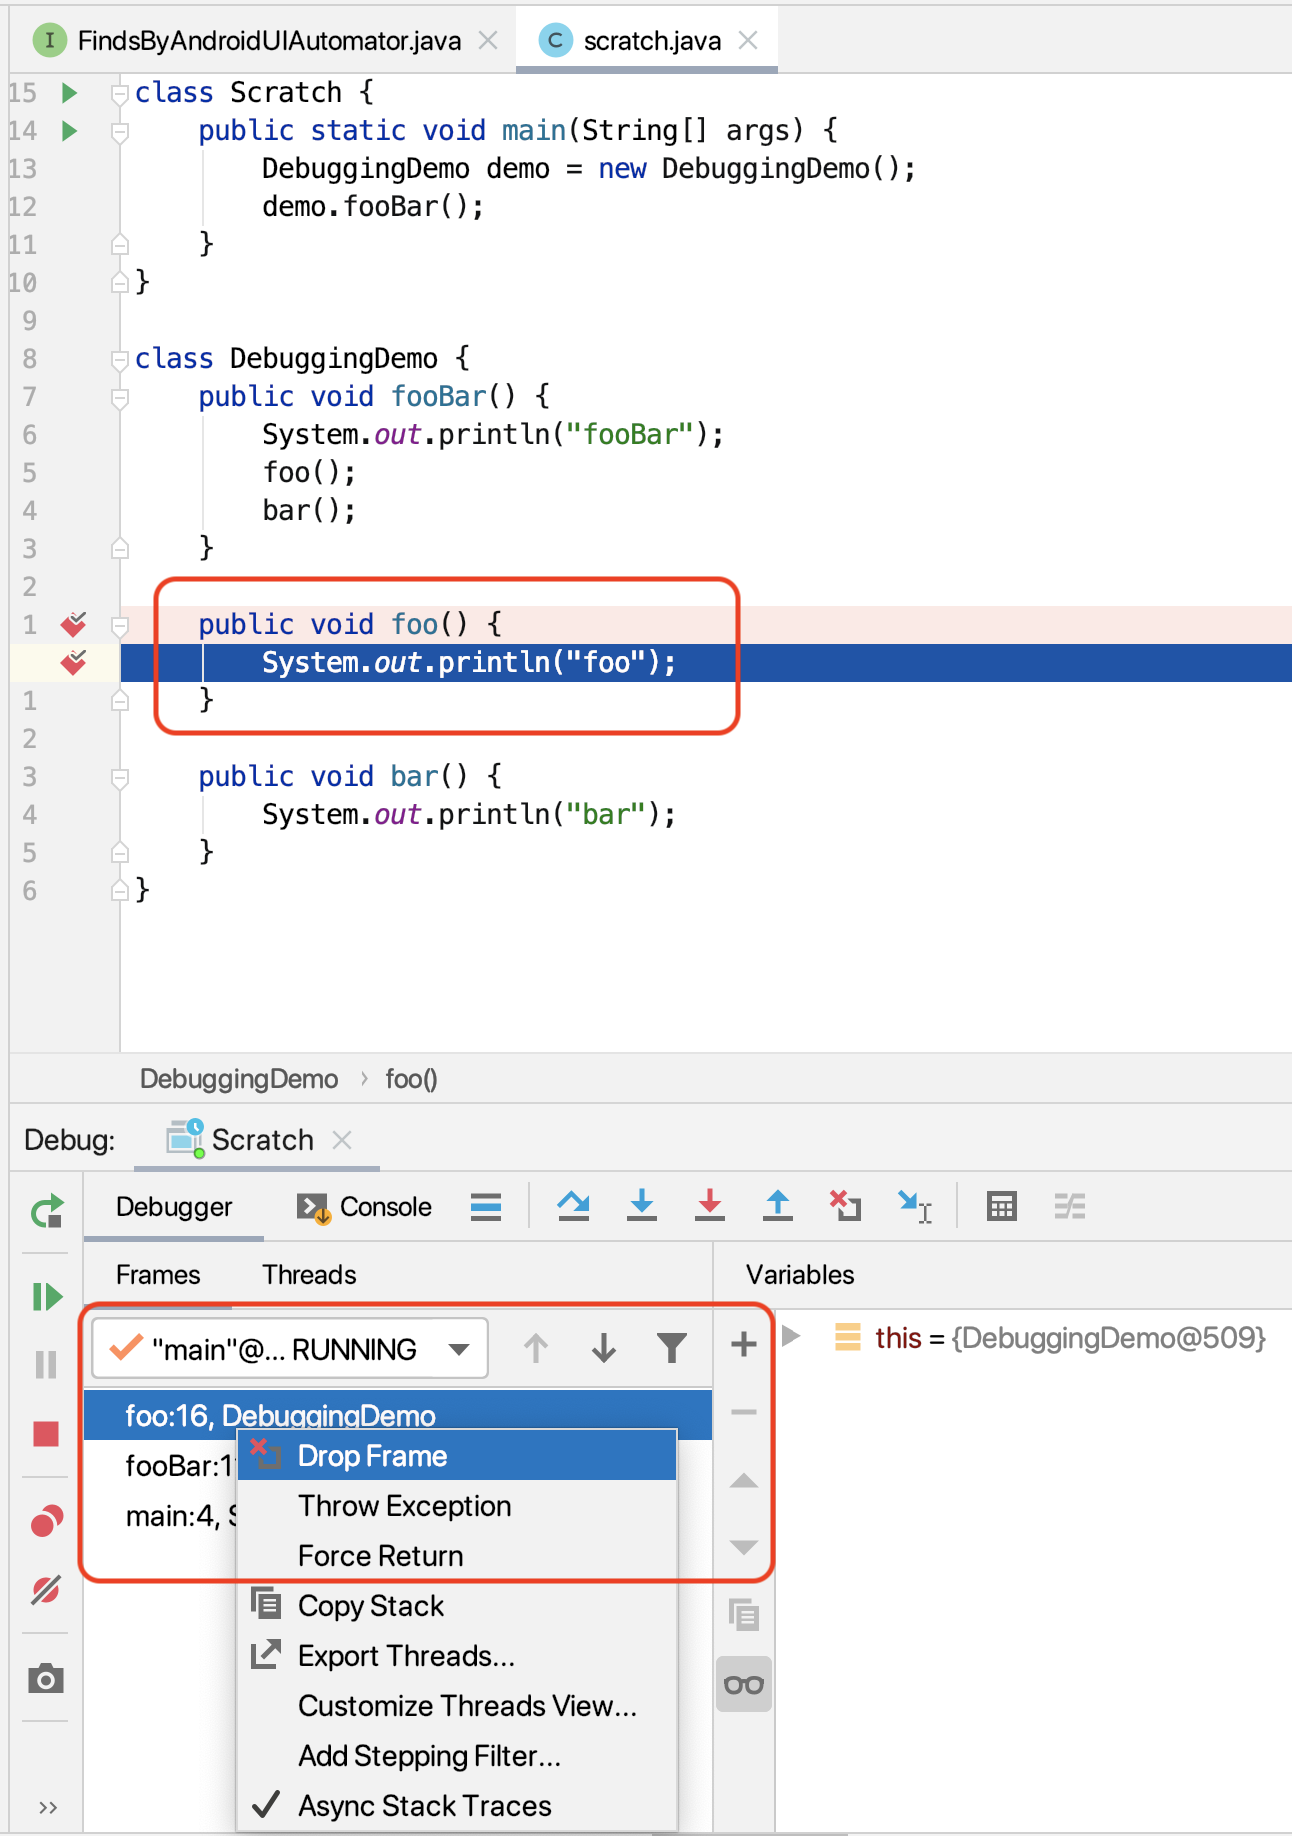 I FindsByAndroidUIAutomator.java
C scratch.java
15 class Scratch {
14 public static void main(String[] args) {
13 DebuggingDemo demo = new DebuggingDemo();
12 demo.fooBar();
11 }
10 }
9
8 class DebuggingDemo {
7 public void fooBar() {
6 System.out.println("fooBar");
5 foo();
4 bar();
3 }
2
1 public void foo() {
System.out.println("foo");
1 }
2
3 public void bar() {
4 System.out.println("bar");
5 }
6 }
DebuggingDemo › foo()
Debug: Scratch
Debugger Console
Frames Threads Variables
"main"@... RUNNING
this = {DebuggingDemo@509}
foo:16, DebuggingDemo
fooBar:1
main:4,
Drop Frame
Throw Exception
Force Return
Copy Stack
Export Threads...
Customize Threads View...
Add Stepping Filter...
Async Stack Traces